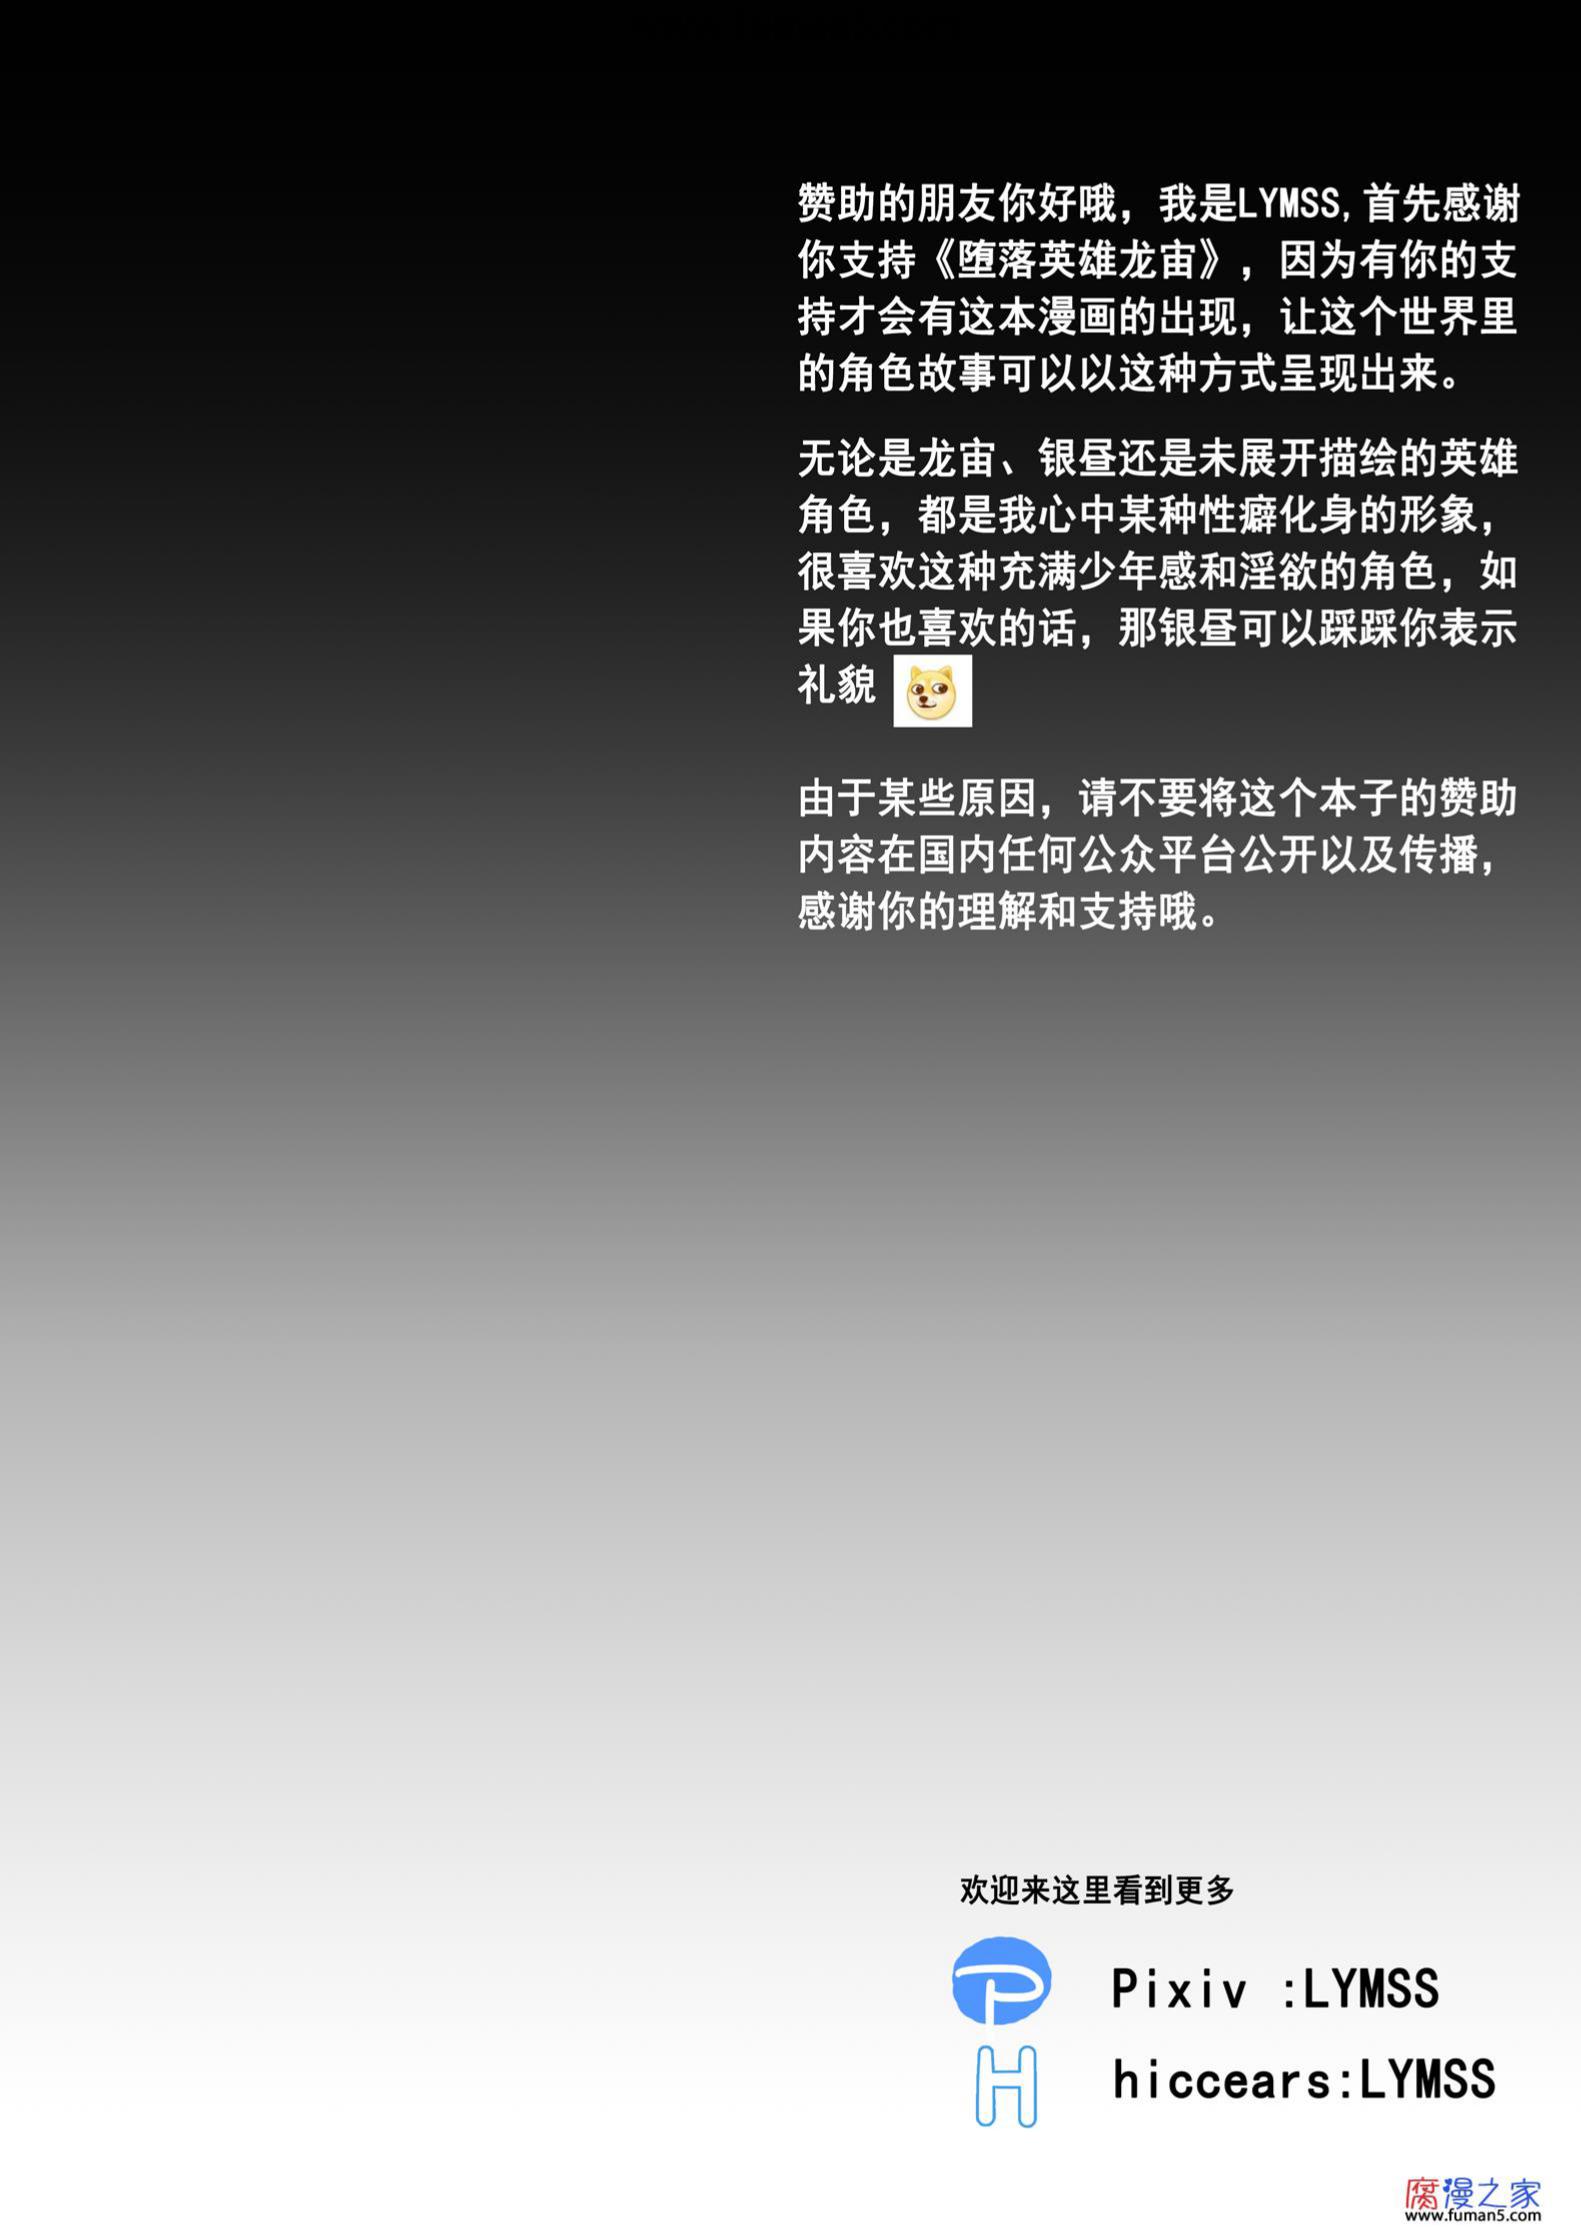 赞助的朋友你好哦，我是LYMSS,首先感谢
你支持《堕落英雄龙宙》，因为有你的支
持才会有这本漫画的出现，让这个世界里
的角色故事可以以这种方式呈现出来。
无论是龙宙、银昼还是未展开描绘的英雄
角色，都是我心中某种性癖化身的形象，
很喜欢这种充满少年感和淫欲的角色，如
果你也喜欢的话，那银昼可以踩踩你表示
礼貌
由于某些原因，请不要将这个本子的赞助
内容在国内任何公众平台公开以及传播，
感谢你的理解和支持哦。
欢迎来这里看到更多
P
Pixiv :LYMSS
H
hiccears:LYMSS
腐漫之家
www.fuman5.com